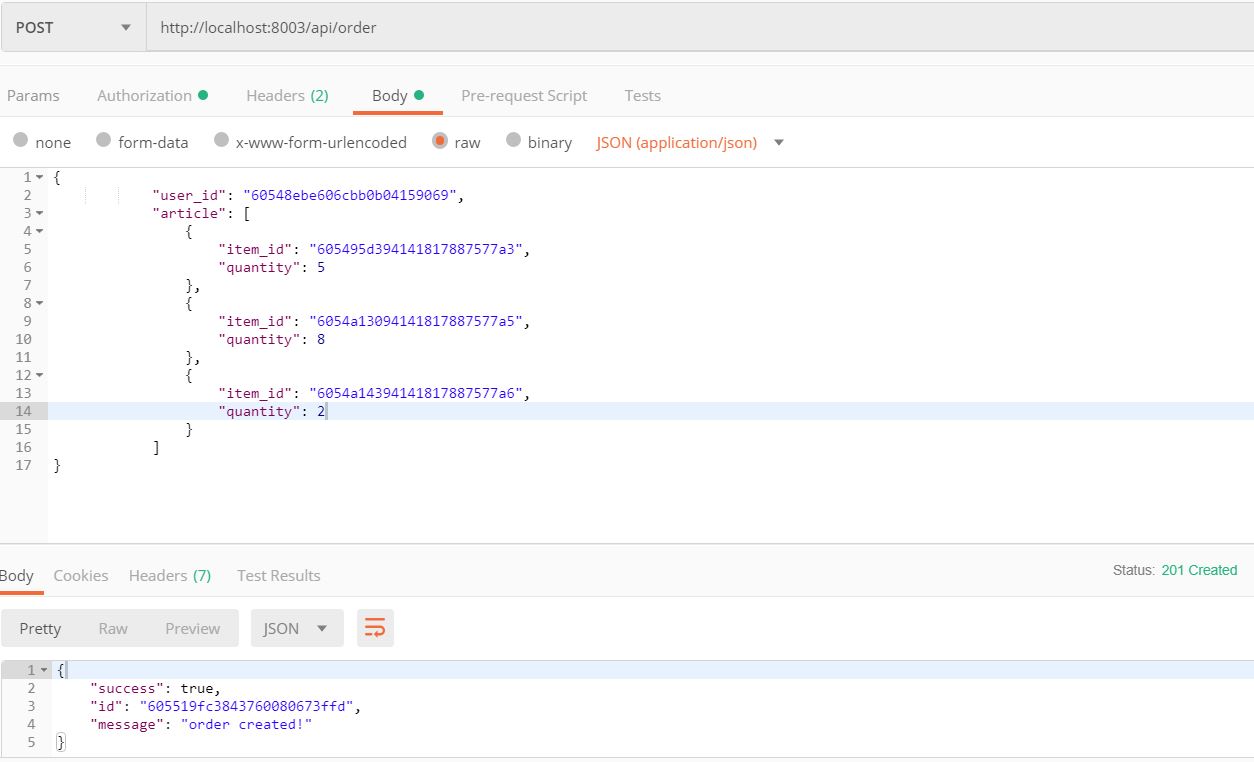 POST http://localhost:8003/api/order
Params Authorization Headers (2) Body Pre-request Script Tests
none form-data x-www-form-urlencoded raw binary JSON (application/json)
1 {
2 "user_id": "60548ebe606cbb0b04159069",
3 "article": [
4 {
5 "item_id": "605495d394141817887577a3",
6 "quantity": 5
7 },
8 {
9 "item_id": "6054a13094141817887577a5",
10 "quantity": 8
11 },
12 {
13 "item_id": "6054a14394141817887577a6",
14 "quantity": 2
15 }
16 ]
17 }
Body Cookies Headers (7) Test Results Status: 201 Created
Pretty Raw Preview JSON
1 {
2 "success": true,
3 "id": "605519fc3843760080673ffd",
4 "message": "order created!"
5 }